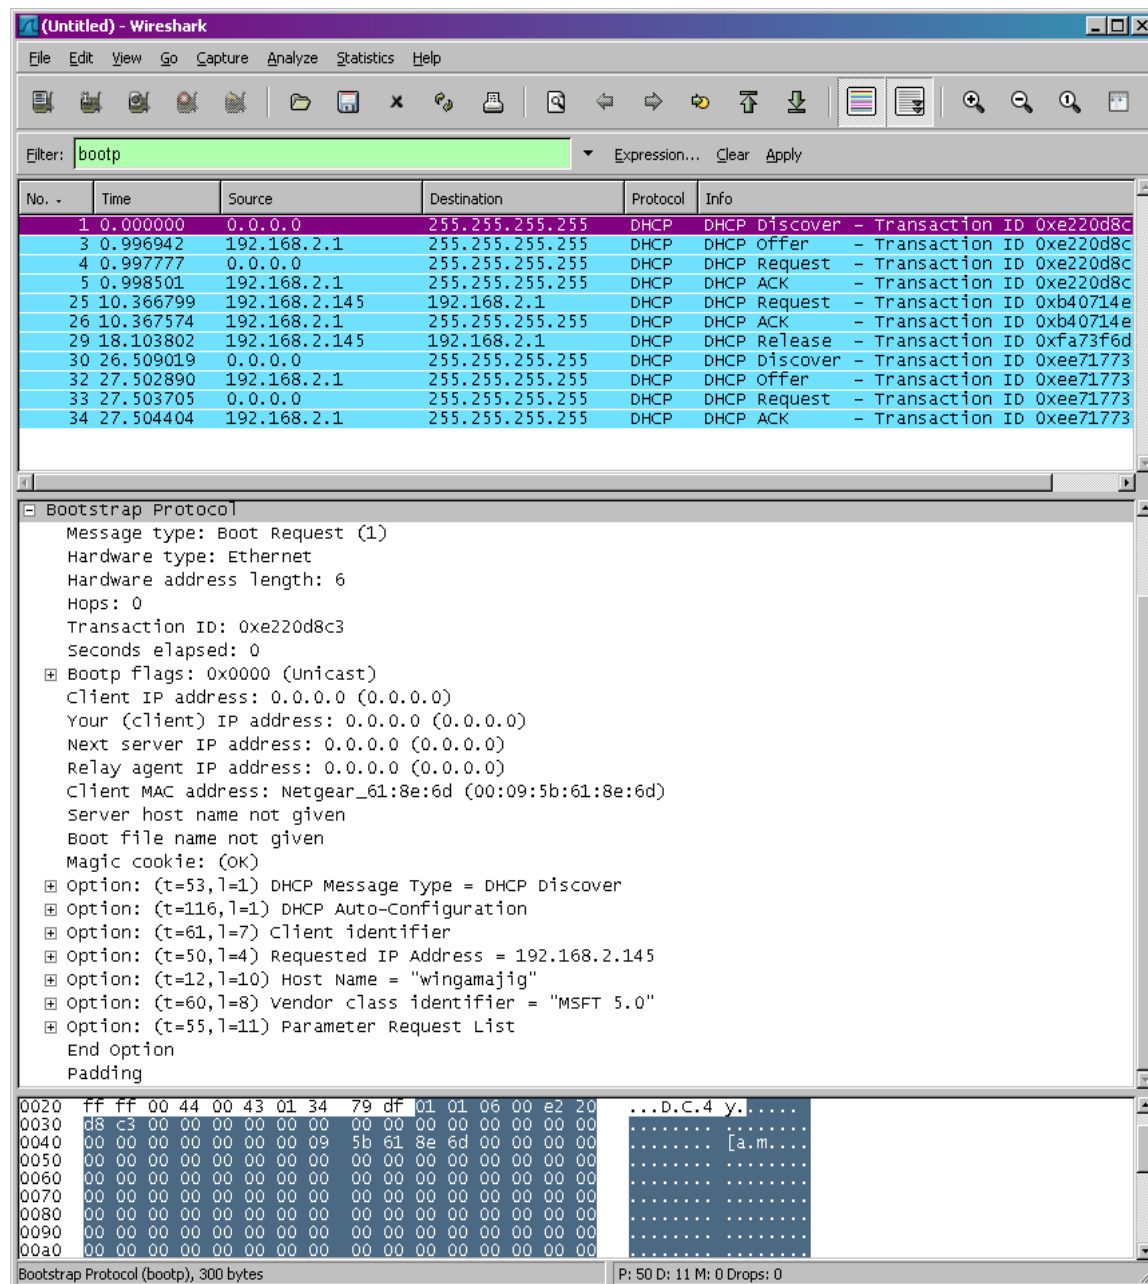 (Untitled) - Wireshark
File Edit View Go Capture Analyze Statistics Help
Filter: bootp Expression... Clear Apply
No. Time Source Destination Protocol Info
1 0.000000 0.0.0.0 255.255.255.255 DHCP DHCP Discover - Transaction ID 0xe220d8c
3 0.996942 192.168.2.1 255.255.255.255 DHCP DHCP Offer - Transaction ID 0xe220d8c
4 0.997777 0.0.0.0 255.255.255.255 DHCP DHCP Request - Transaction ID 0xe220d8c
5 0.998501 192.168.2.1 255.255.255.255 DHCP DHCP ACK - Transaction ID 0xe220d8c
25 10.366799 192.168.2.145 192.168.2.1 DHCP DHCP Request - Transaction ID 0xb40714e
26 10.367574 192.168.2.1 255.255.255.255 DHCP DHCP ACK - Transaction ID 0xb40714e
29 18.103802 192.168.2.145 192.168.2.1 DHCP DHCP Release - Transaction ID 0xfa73f6d
30 26.509019 0.0.0.0 255.255.255.255 DHCP DHCP Discover - Transaction ID 0xee71773
32 27.502890 192.168.2.1 255.255.255.255 DHCP DHCP Offer - Transaction ID 0xee71773
33 27.503705 0.0.0.0 255.255.255.255 DHCP DHCP Request - Transaction ID 0xee71773
34 27.504404 192.168.2.1 255.255.255.255 DHCP DHCP ACK - Transaction ID 0xee71773
Bootstrap Protocol
Message type: Boot Request (1)
Hardware type: Ethernet
Hardware address length: 6
Hops: 0
Transaction ID: 0xe220d8c3
Seconds elapsed: 0
Bootp flags: 0x0000 (Unicast)
Client IP address: 0.0.0.0 (0.0.0.0)
Your (client) IP address: 0.0.0.0 (0.0.0.0)
Next server IP address: 0.0.0.0 (0.0.0.0)
Relay agent IP address: 0.0.0.0 (0.0.0.0)
Client MAC address: Netgear_61:8e:6d (00:09:5b:61:8e:6d)
Server host name not given
Boot file name not given
Magic cookie: (OK)
Option: (t=53,l=1) DHCP Message Type = DHCP Discover
Option: (t=116,l=1) DHCP Auto-Configuration
Option: (t=61,l=7) Client identifier
Option: (t=50,l=4) Requested IP Address = 192.168.2.145
Option: (t=12,l=10) Host Name = "wingamajig"
Option: (t=60,l=8) Vendor class identifier = "MSFT 5.0"
Option: (t=55,l=11) Parameter Request List
End Option
Padding
0020 ff ff 00 44 00 43 01 34 79 df 01 01 06 00 e2 20 ...D.C.4 y.......
0030 d8 c3 00 00 00 00 00 00 00 00 00 00 00 00 00 00 ........ ........
0040 00 00 00 00 00 00 00 09 5b 61 8e 6d 00 00 00 00 ........ [a.m....
0050 00 00 00 00 00 00 00 00 00 00 00 00 00 00 00 00 ........ ........
0060 00 00 00 00 00 00 00 00 00 00 00 00 00 00 00 00 ........ ........
0070 00 00 00 00 00 00 00 00 00 00 00 00 00 00 00 00 ........ ........
0080 00 00 00 00 00 00 00 00 00 00 00 00 00 00 00 00 ........ ........
0090 00 00 00 00 00 00 00 00 00 00 00 00 00 00 00 00 ........ ........
00a0 00 00 00 00 00 00 00 00 00 00 00 00 00 00 00 00 ........ ........
Bootstrap Protocol (bootp), 300 bytes P: 50 D: 11 M: 0 Drops: 0